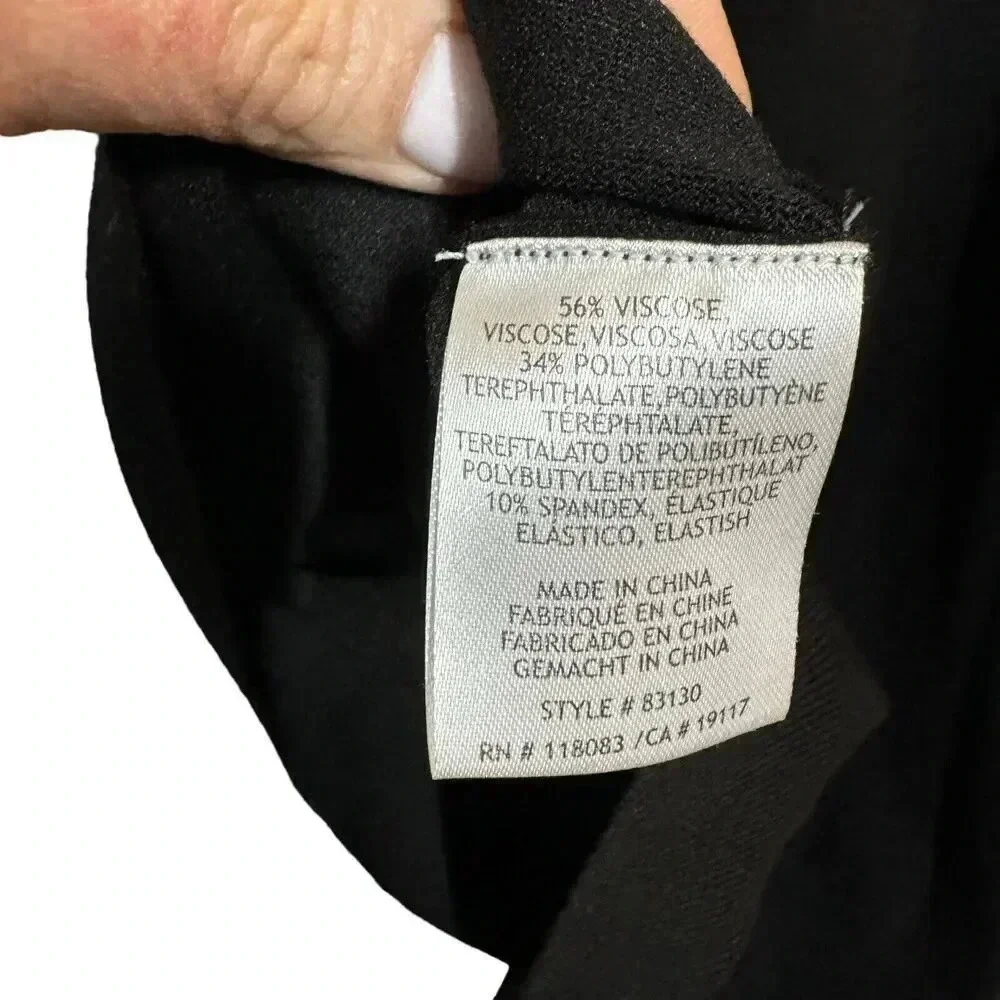 56% VISCOSE,
VISCOSE, VISCOSA, VISCOSE
34% POLYBUTYLENE
TEREPHTHALATE, POLYBUTYÈNE
TÉRÉPHTALATE,
TEREFTALATO DE POLIBUTÍLENO,
POLYBUTYLENTEREPHTHALAT
10% SPANDEX, ÉLASTIQUE
ELÁSTICO, ELASTISH
MADE IN CHINA
FABRIQUÉ EN CHINE
FABRICADO EN CHINA
GEMACHT IN CHINA
STYLE # 83130
RN # 118083 /CA # 19117